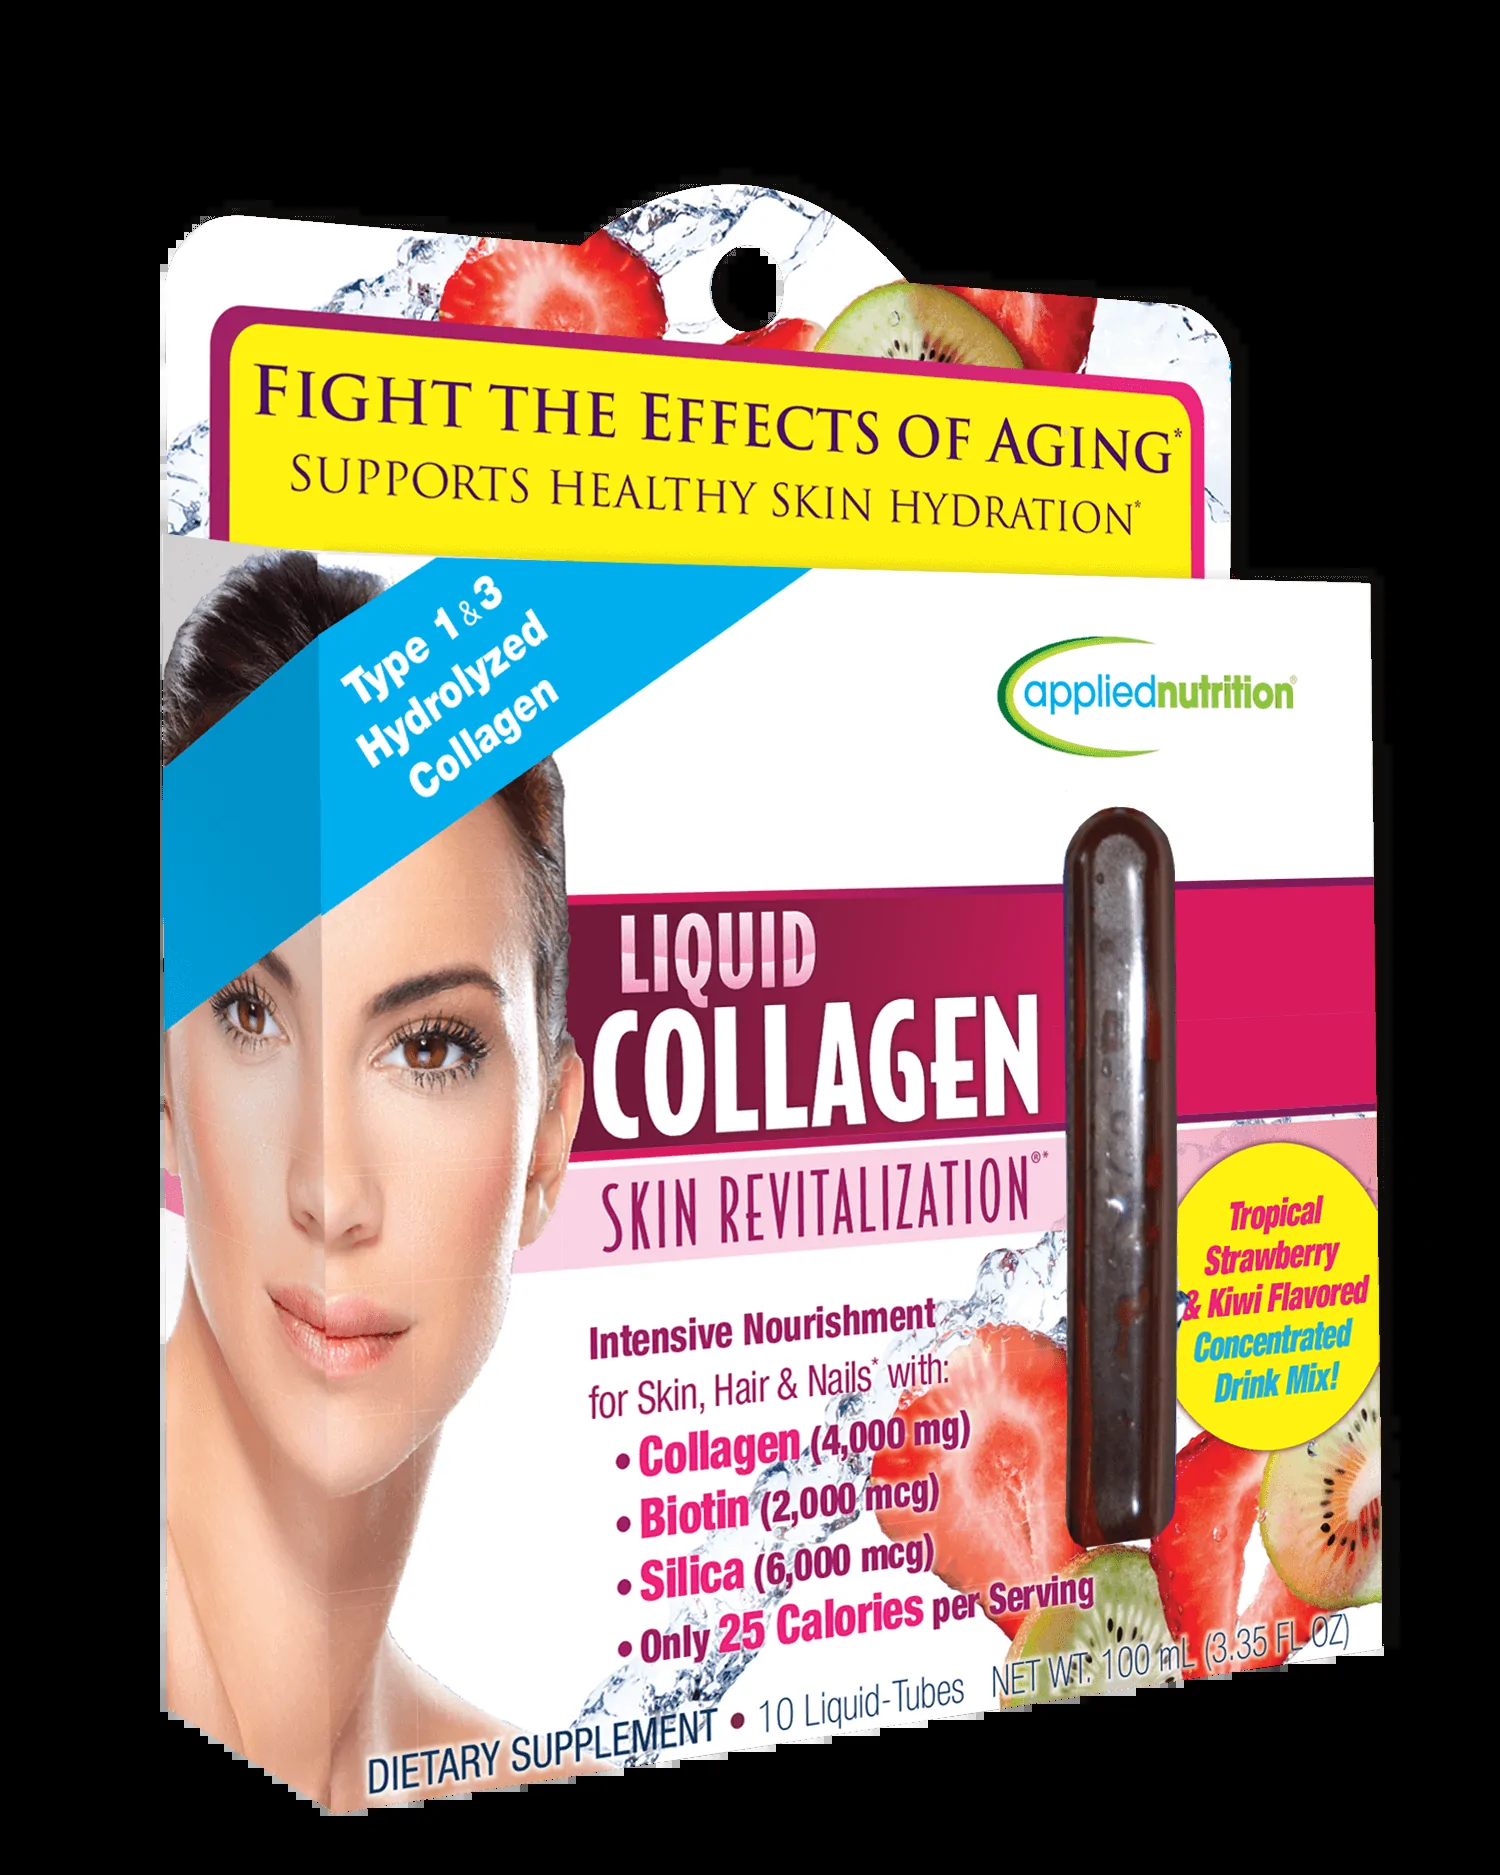 FIGHT THE EFFECTS OF AGING*
SUPPORTS HEALTHY SKIN HYDRATION*
Type 1 & 3
Hydrolyzed
Collagen
appliednutrition®
LIQUID
COLLAGEN
SKIN REVITALIZATION®*
Tropical
Strawberry
& Kiwi Flavored
Concentrated
Drink Mix!
Intensive Nourishment
for Skin, Hair & Nails* with:
• Collagen (4,000 mg)
• Biotin (2,000 mcg)
• Silica (6,000 mcg)
• Only 25 Calories per Serving
DIETARY SUPPLEMENT • 10 Liquid-Tubes NET WT. 100 mL (3.35 FL OZ)